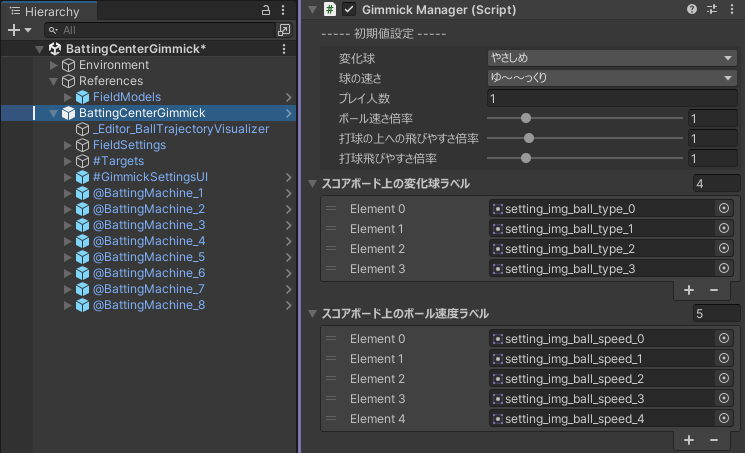 Hierarchy
All
BattingCenterGimmick*
Environment
References
FieldModels
BattingCenterGimmick
_Editor_BallTrajectoryVisualizer
FieldSettings
#Targets
#GimmickSettingsUI
@BattingMachine_1
@BattingMachine_2
@BattingMachine_3
@BattingMachine_4
@BattingMachine_5
@BattingMachine_6
@BattingMachine_7
@BattingMachine_8
Gimmick Manager (Script)
----- 初期値設定 -----
変化球 やさしめ
球の速さ ゆ〜〜っくり
プレイ人数 1
ボール速さ倍率 1
打球の上への飛びやすさ倍率 1
打球飛びやすさ倍率 1
スコアボード上の変化球ラベル 4
Element 0 setting_img_ball_type_0
Element 1 setting_img_ball_type_1
Element 2 setting_img_ball_type_2
Element 3 setting_img_ball_type_3
スコアボード上のボール速度ラベル 5
Element 0 setting_img_ball_speed_0
Element 1 setting_img_ball_speed_1
Element 2 setting_img_ball_speed_2
Element 3 setting_img_ball_speed_3
Element 4 setting_img_ball_speed_4